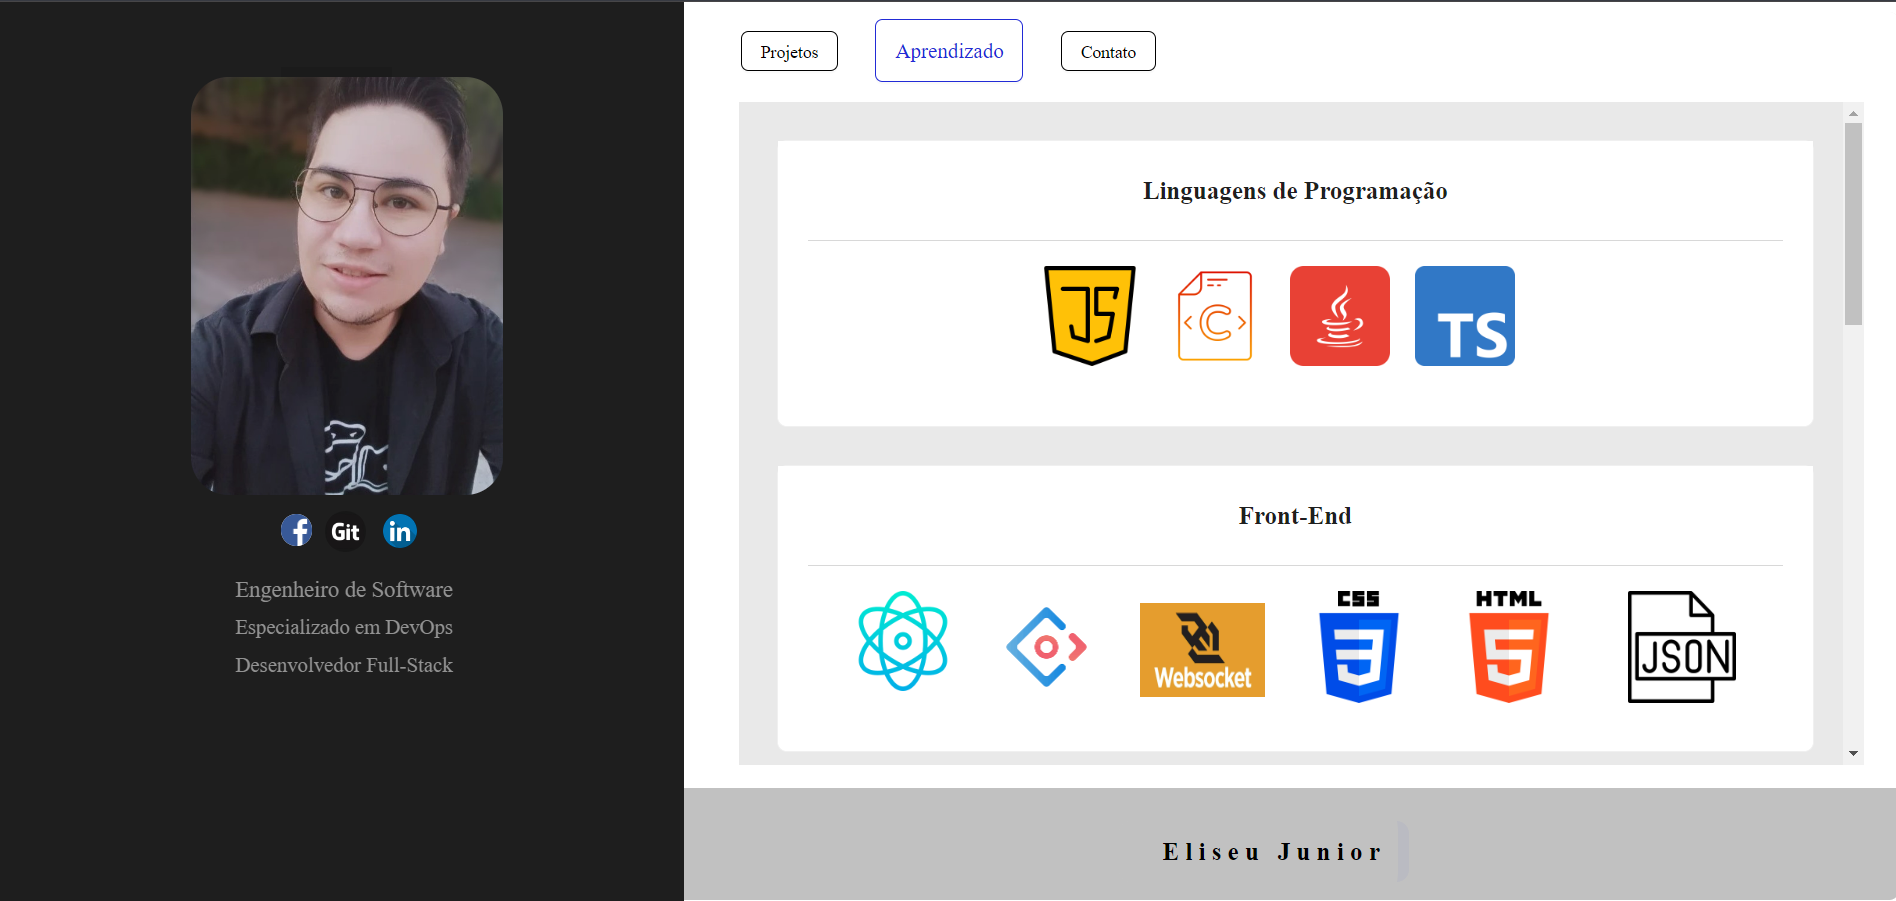 Projetos
Aprendizado
Contato
Linguagens de Programação
JS
C
TS
Front-End
Websocket
CSS
3
HTML
5
JSON
f
Git
in
Engenheiro de Software
Especializado em DevOps
Desenvolvedor Full-Stack
Eliseu Junior